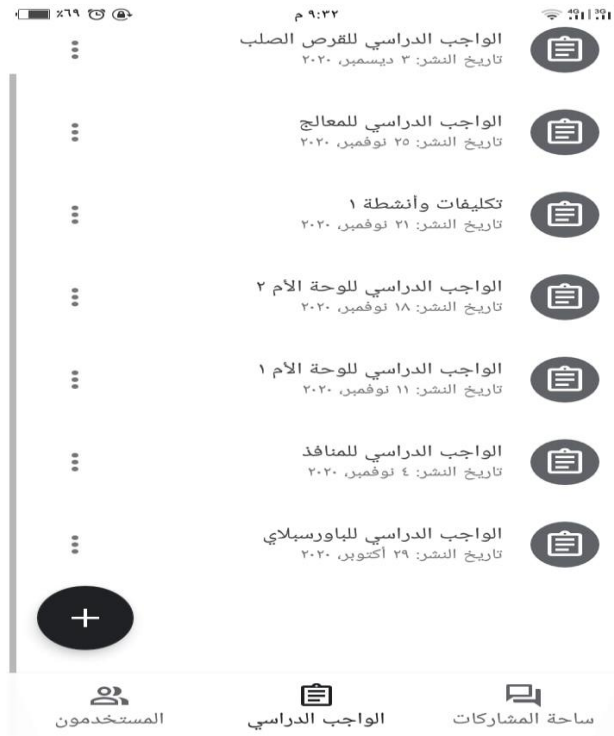 ٪٦٩
٩:٣٢ م
4G 3G
الواجب الدراسي للقرص الصلب
تاريخ النشر: ٣ ديسمبر، ٢٠٢٠
الواجب الدراسي للمعالج
تاريخ النشر: ٢٥ نوفمبر، ٢٠٢٠
تكليفات وأنشطة ١
تاريخ النشر: ٢١ نوفمبر، ٢٠٢٠
الواجب الدراسي للوحة الأم ٢
تاريخ النشر: ١٨ نوفمبر، ٢٠٢٠
الواجب الدراسي للوحة الأم ١
تاريخ النشر: ١١ نوفمبر، ٢٠٢٠
الواجب الدراسي للمنافذ
تاريخ النشر: ٤ نوفمبر، ٢٠٢٠
الواجب الدراسي للباورسبلاي
تاريخ النشر: ٢٩ أكتوبر، ٢٠٢٠
ساحة المشاركات
الواجب الدراسي
المستخدمون